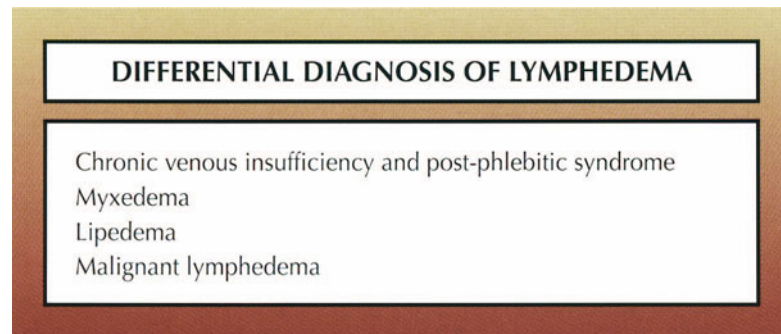 DIFFERENTIAL DIAGNOSIS OF LYMPHEDEMA
Chronic venous insufficiency and post-phlebitic syndrome
Myxedema
Lipedema
Malignant lymphedema